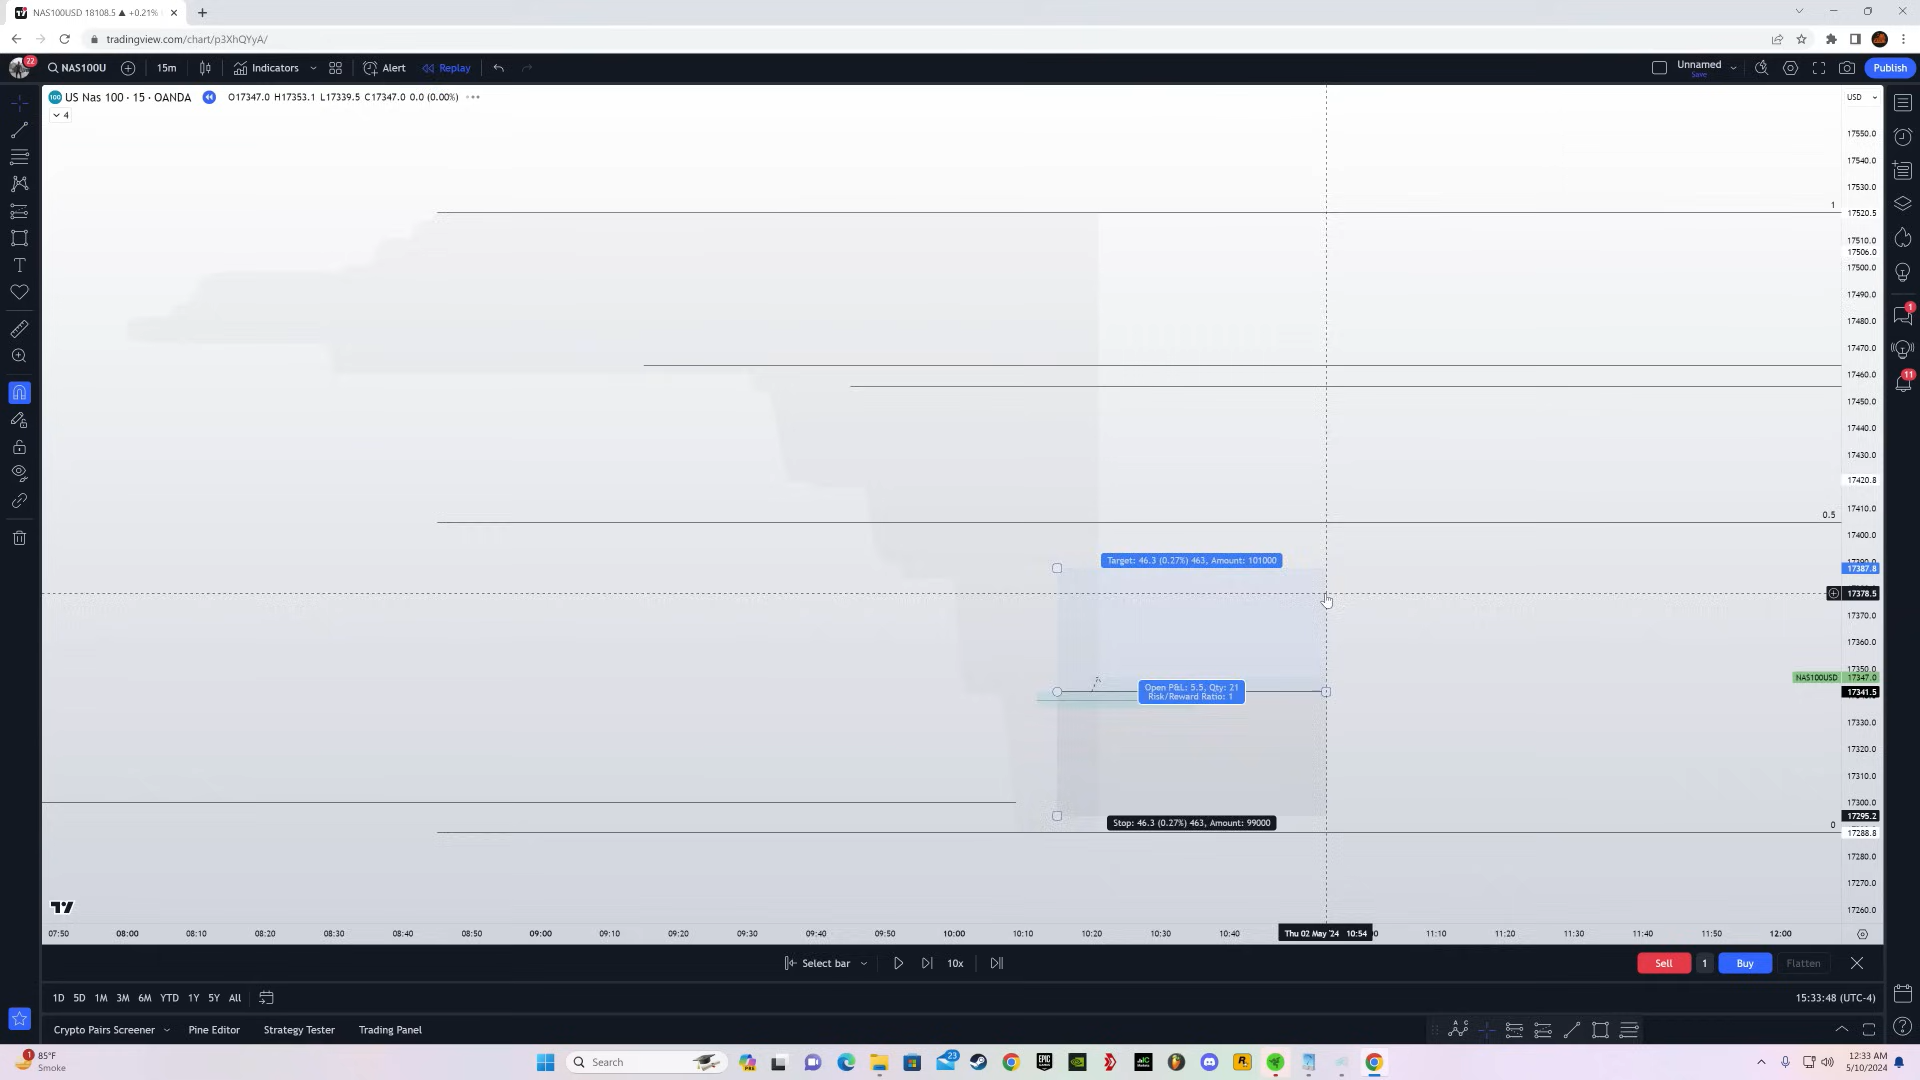 NAS100USD 18108.5 ▲ +0.21%
tradingview.com/chart/p3XhQYyA/
22
NAS100U
15m
Indicators
Alert
Replay
Unnamed
Save
Publish
US Nas 100 · 15 · OANDA
O17347.0 H17353.1 L17339.5 C17347.0 0.0 (0.00%)
USD
4
17550.0
17540.0
17530.0
1
17520.5
17510.0
17506.0
17500.0
17490.0
17480.0
17470.0
17460.0
17450.0
17440.0
17430.0
17420.8
17410.0
0.5
17400.0
Target: 46.3 (0.27%) 463, Amount: 101000
17387.8
17378.5
17370.0
17360.0
17350.0
NAS100USD 17347.0
17341.5
Open P&L: 5.5, Qty: 21
Risk/Reward Ratio: 1
17330.0
17320.0
17310.0
17300.0
17295.2
Stop: 46.3 (0.27%) 463, Amount: 99000
0
17288.8
17280.0
17270.0
17260.0
1
11
07:50 08:00 08:10 08:20 08:30 08:40 08:50 09:00 09:10 09:20 09:30 09:40 09:50 10:00 10:10 10:20 10:30 10:40 Thu 02 May '24 10:54 11:10 11:20 11:30 11:40 11:50 12:00
Select bar
10x
Sell
1
Buy
Flatten
1D 5D 1M 3M 6M YTD 1Y 5Y All
15:33:48 (UTC-4)
Crypto Pairs Screener
Pine Editor
Strategy Tester
Trading Panel
1
85°F
Smoke
Search
23
12:33 AM
5/10/2024